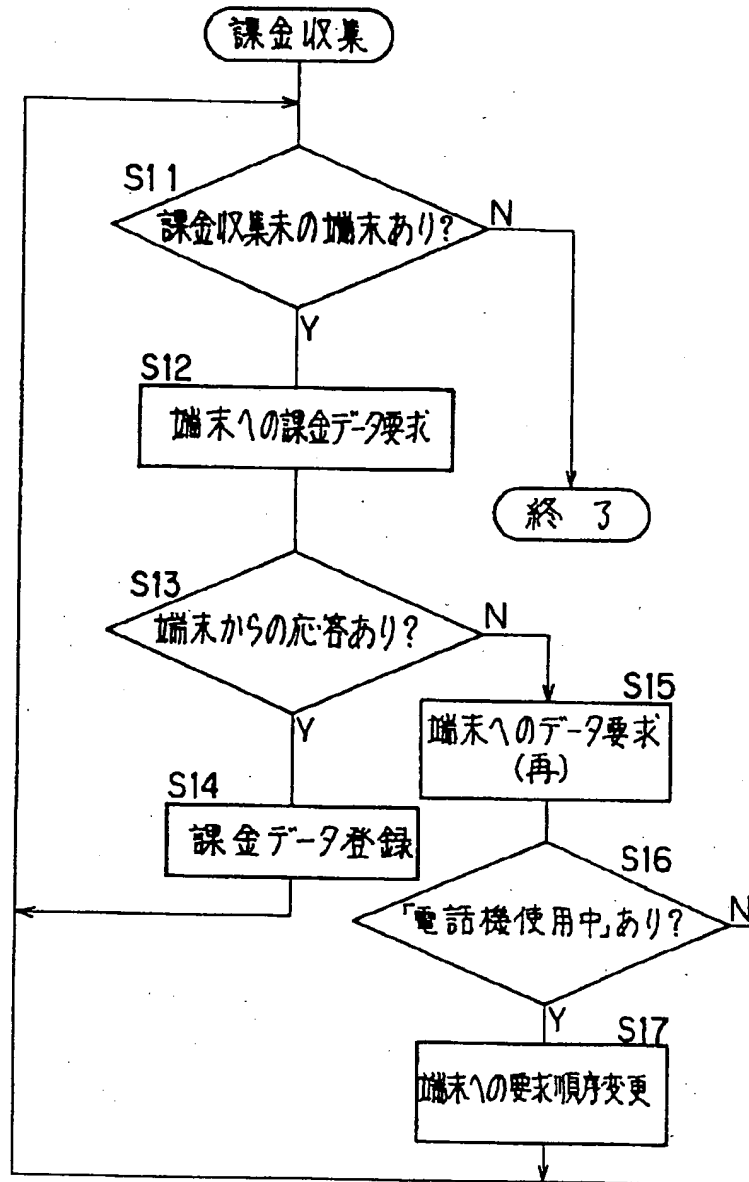 課金収集
S11
課金収集未の端末あり?
N
Y
S12
端末への課金データ要求
終了
S13
端末からの応答あり?
N
Y
S15
端末へのデータ要求
(再)
S14
課金データ登録
S16
「電話機使用中」あり?
N
Y
S17
端末への要求順序変更